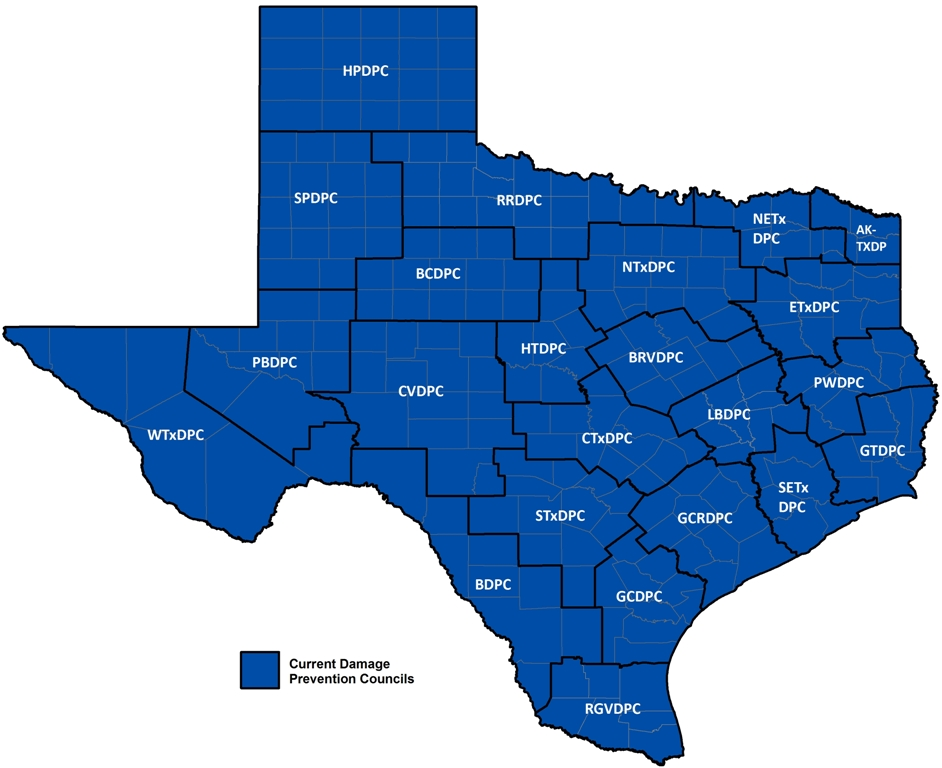 HPDPC
SPDPC
RRDPC
NETx
DPC
AK-
TXDP
BCDPC
NTxDPC
ETxDPC
PBDPC
HTDPC
BRVDPC
CVDPC
PWDPC
WTxDPC
CTxDPC
LBDPC
GTDPC
SETx
DPC
STxDPC
GCRDPC
BDPC
GCDPC
RGVDPC
Current Damage
Prevention Councils